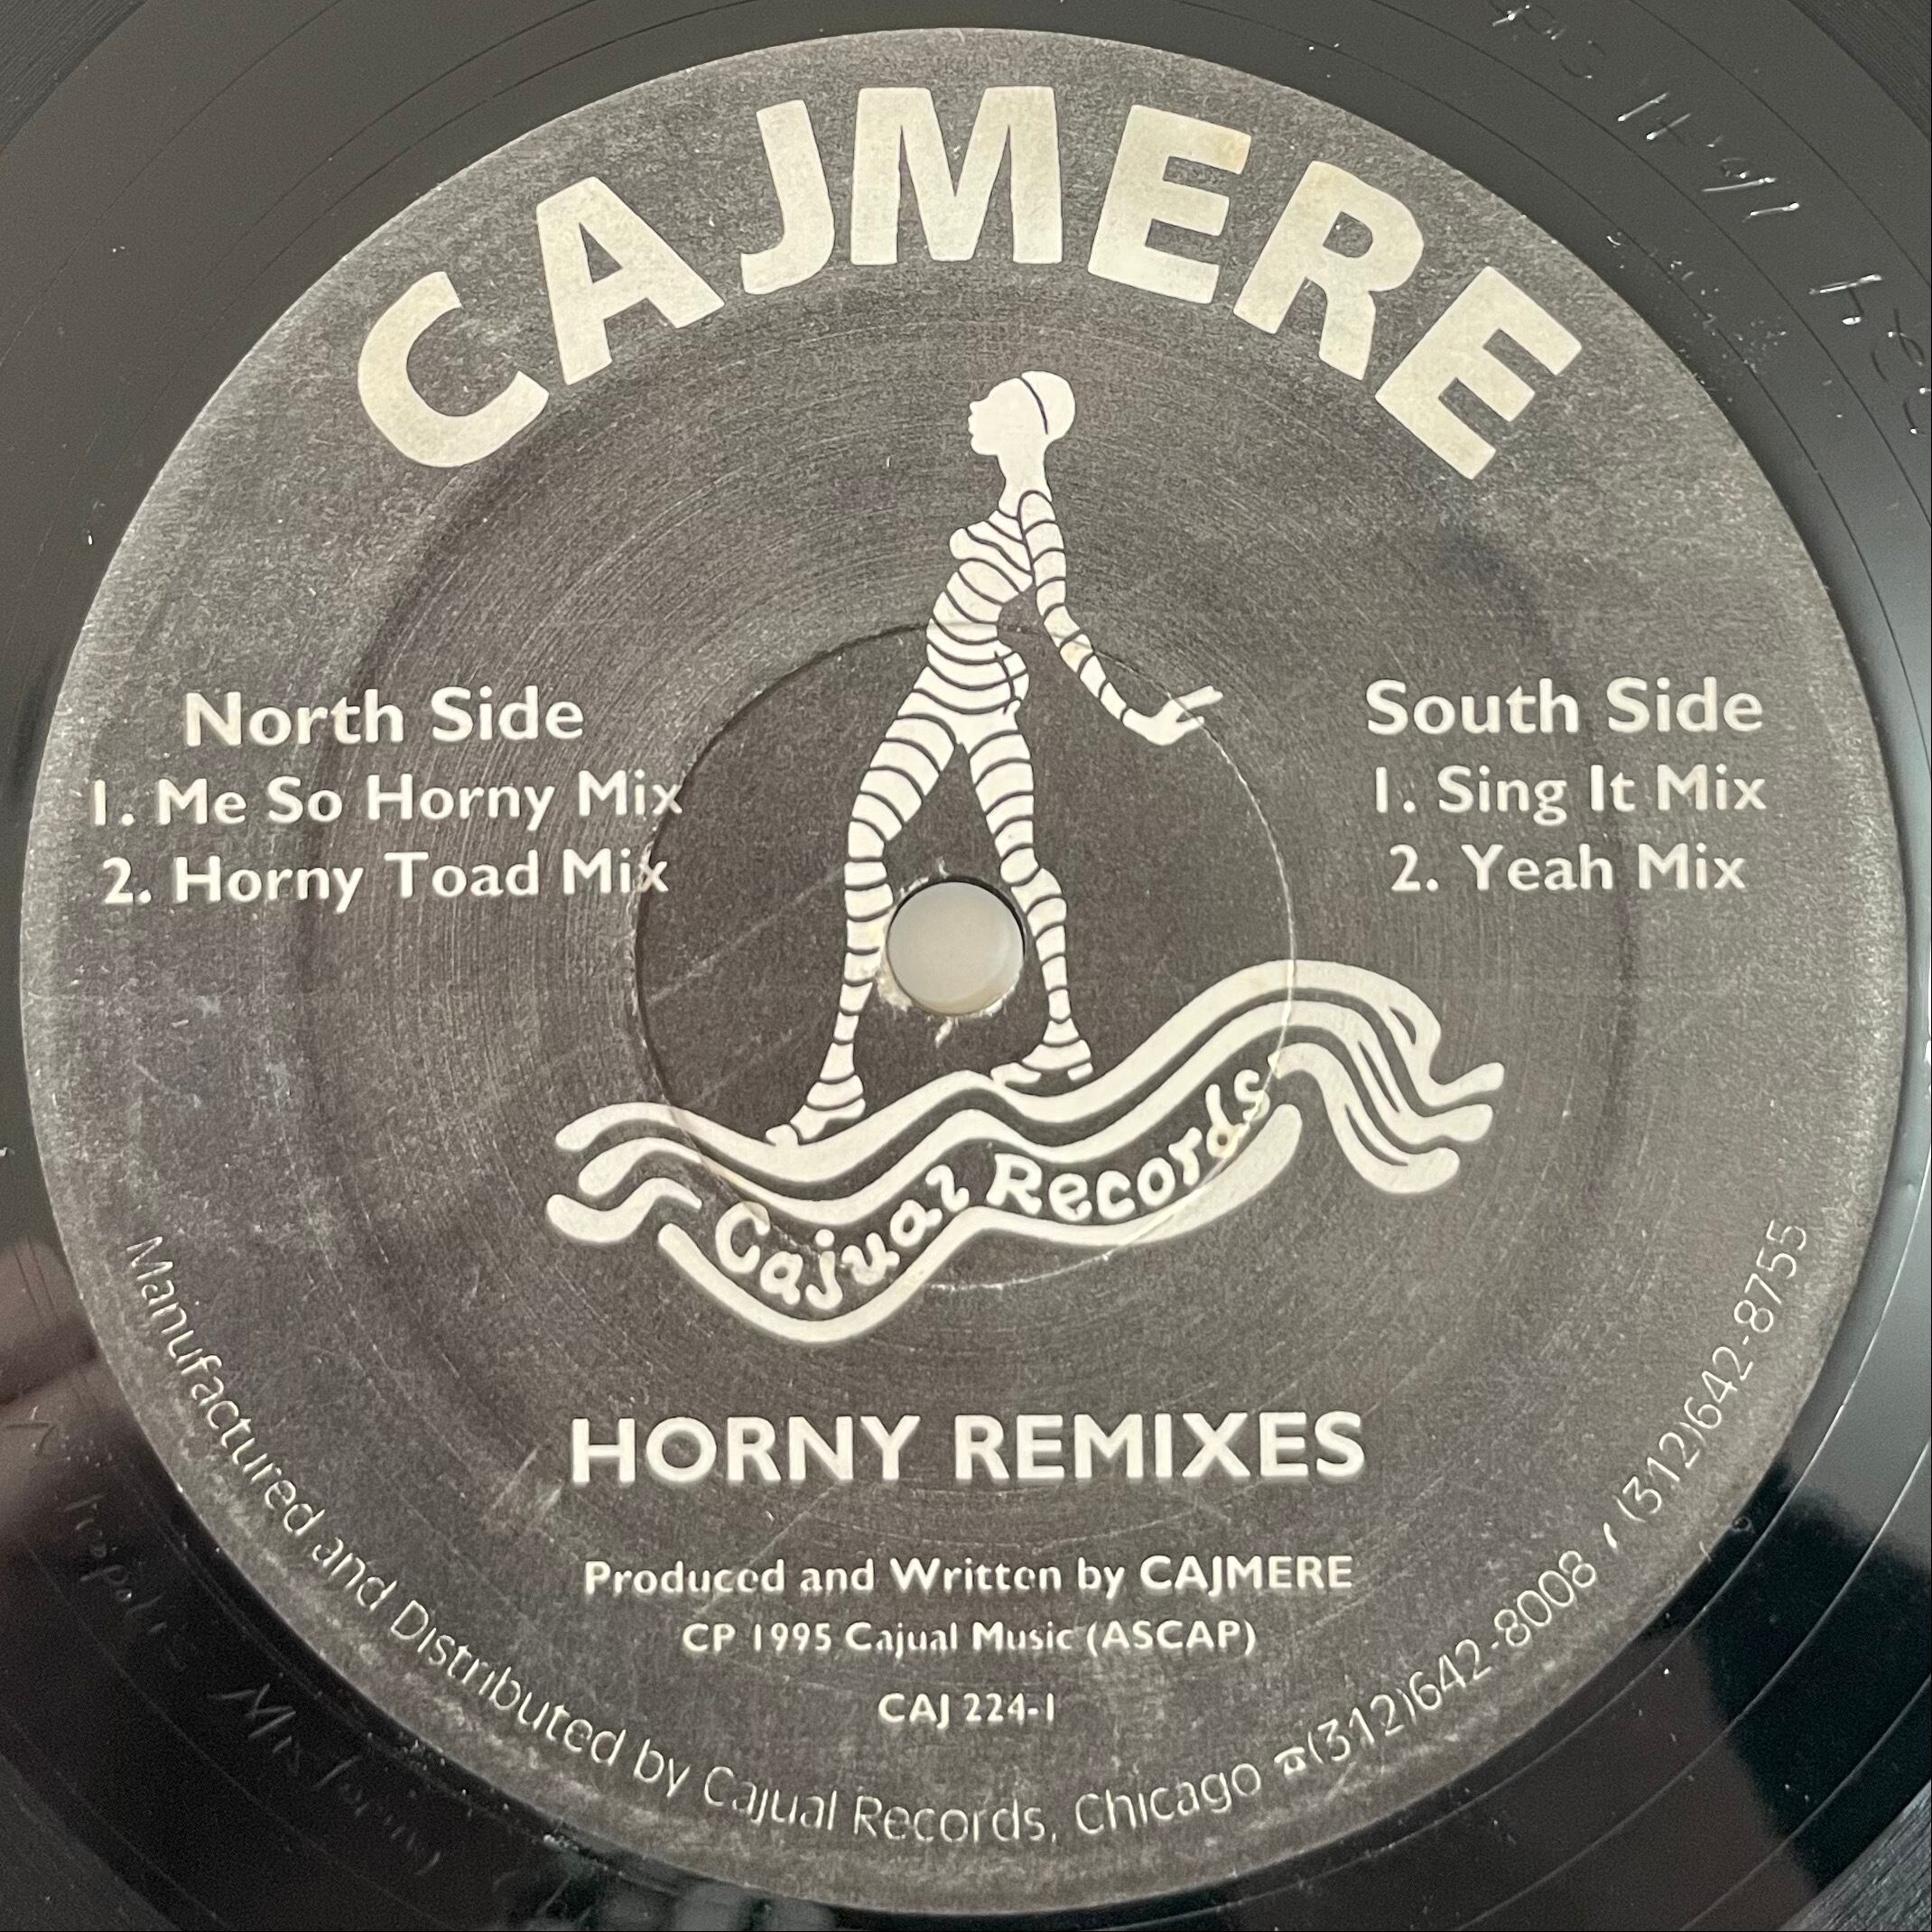 CAJMERE
North Side
1. Me So Horny Mix
2. Horny Toad Mix
South Side
1. Sing It Mix
2. Yeah Mix
Cajual Records
HORNY REMIXES
Produced and Written by CAJMERE
CP 1995 Cajual Music (ASCAP)
CAJ 224-1
Manufactured and Distributed by Cajual Records, Chicago ☎(312)642-8008 / (312)642-8755